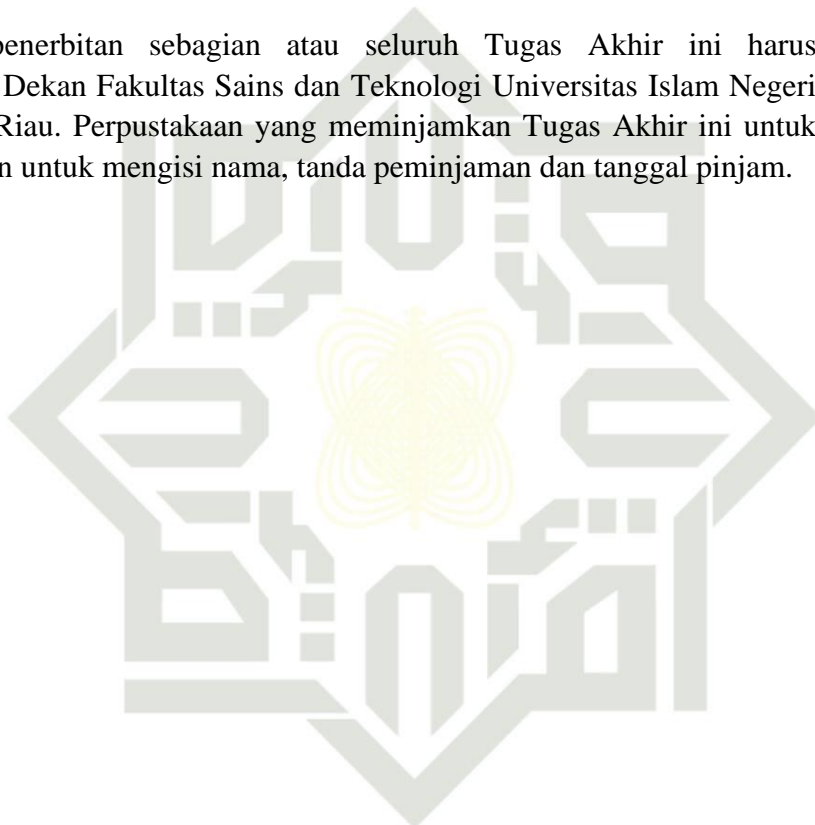 penerbitan sebagian atau seluruh Tugas Akhir ini harus
Dekan Fakultas Sains dan Teknologi Universitas Islam Negeri
Riau. Perpustakaan yang meminjamkan Tugas Akhir ini untuk
n untuk mengisi nama, tanda peminjaman dan tanggal pinjam.